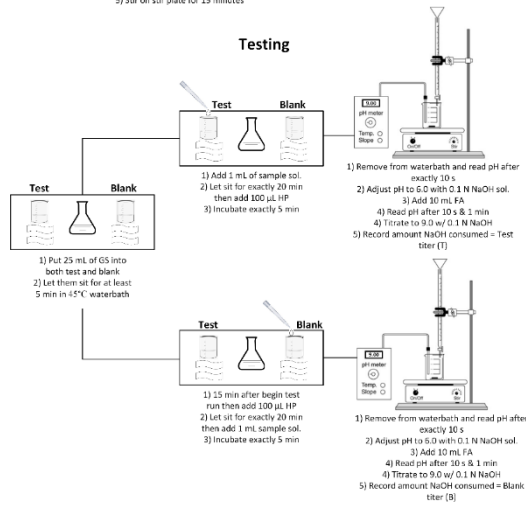 5) Stir on stir plate for 15 minutes
Testing
Test Blank
1) Put 25 mL of GS into
both test and blank
2) Let them sit for at least
5 min in 45°C waterbath
Test Blank
1) Add 1 mL of sample sol.
2) Let sit for exactly 20 min
then add 100 µL HP
3) Incubate exactly 5 min
9.00
pH meter
Temp.
Slope
On/Off
Stir
1) Remove from waterbath and read pH after
exactly 10 s
2) Adjust pH to 6.0 with 0.1 N NaOH sol.
3) Add 10 mL FA
4) Read pH after 10 s & 1 min
4) Titrate to 9.0 w/ 0.1 N NaOH
5) Record amount NaOH consumed = Test
titer (T)
Test Blank
1) 15 min after begin test
run then add 100 µL HP
2) Let sit for exactly 20 min
then add 1 mL sample sol.
3) Incubate exactly 5 min
9.00
pH meter
Temp.
Slope
On/Off
Stir
1) Remove from waterbath and read pH after
exactly 10 s
2) Adjust pH to 6.0 with 0.1 N NaOH sol.
3) Add 10 mL FA
4) Read pH after 10 s & 1 min
4) Titrate to 9.0 w/ 0.1 N NaOH
5) Record amount NaOH consumed = Blank
titer (B)